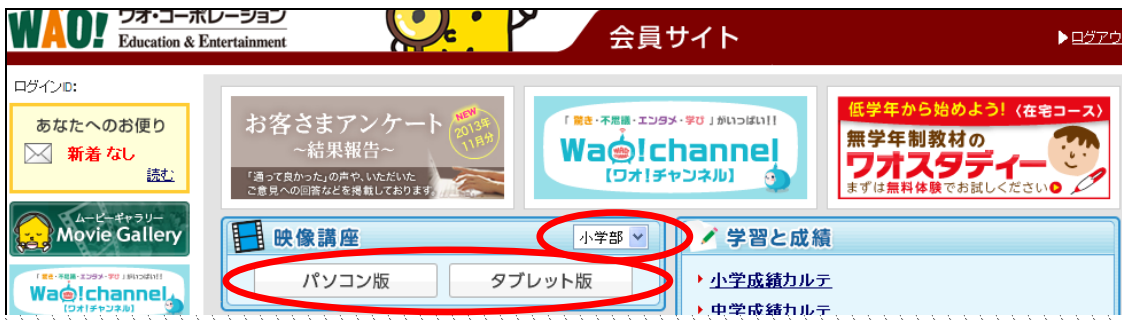 WAO!
ワオ・コーポレーション
Education & Entertainment
会員サイト
ログアウ
ログインID:
あなたへのお便り
新着 なし
読む
ムービーギャラリー
Movie Gallery
「驚き・不思議・エンタメ・学び」がいっぱい!!
Wao!channel
【ワオ!チャンネル】
お客さまアンケート
～結果報告～
NEW
2013年
11月分
「通って良かった」の声や、いただいた
ご意見への回答などを掲載しております。
「驚き・不思議・エンタメ・学び」がいっぱい!!
Wao!channel
【ワオ!チャンネル】
低学年から始めよう!〈在宅コース〉
無学年制教材の
ワオスタディー
まずは無料体験でお試しください
映像講座
小学部
パソコン版
タブレット版
学習と成績
小学成績カルテ
中学成績カルテ